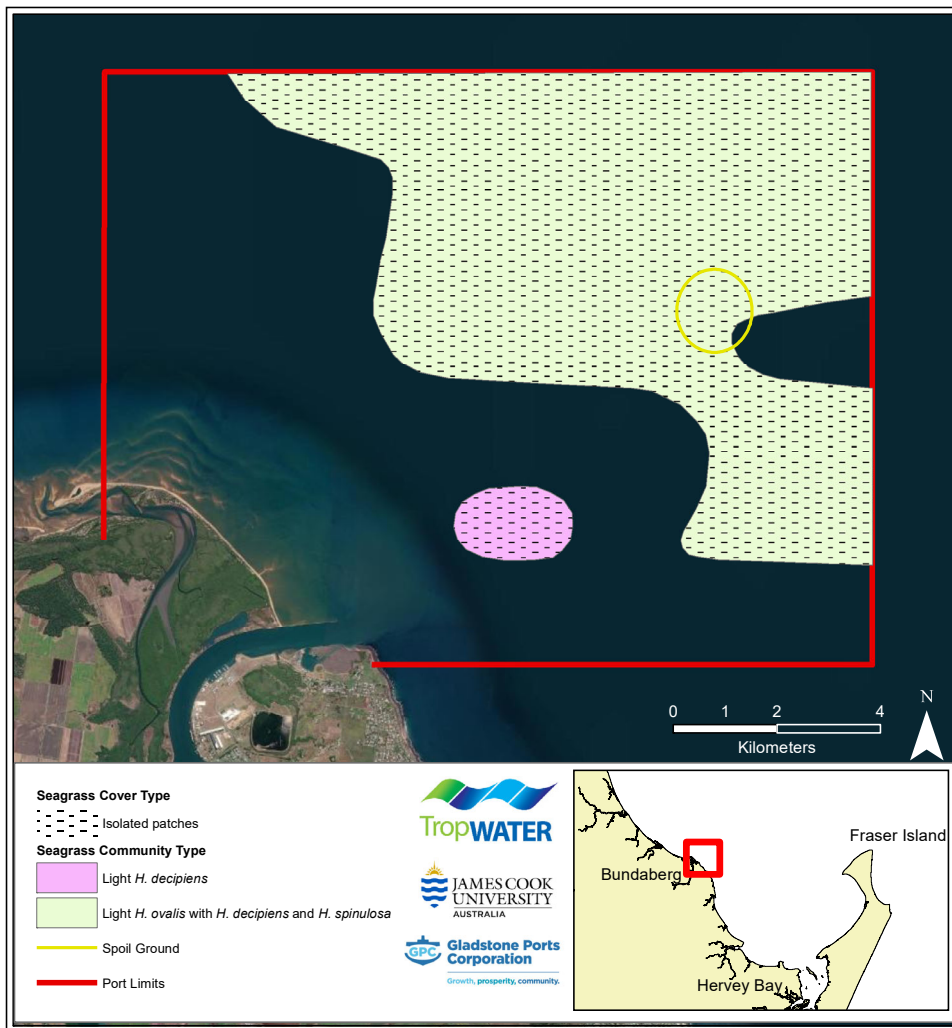 N
0 1 2 4
Kilometers
Seagrass Cover Type
Isolated patches
Seagrass Community Type
Light H. decipiens
Light H. ovalis with H. decipiens and H. spinulosa
Spoil Ground
Port Limits
TropWATER
JAMES COOK
UNIVERSITY
AUSTRALIA
GPC
Gladstone Ports
Corporation
Growth, prosperity, community.
Fraser Island
Bundaberg
Hervey Bay